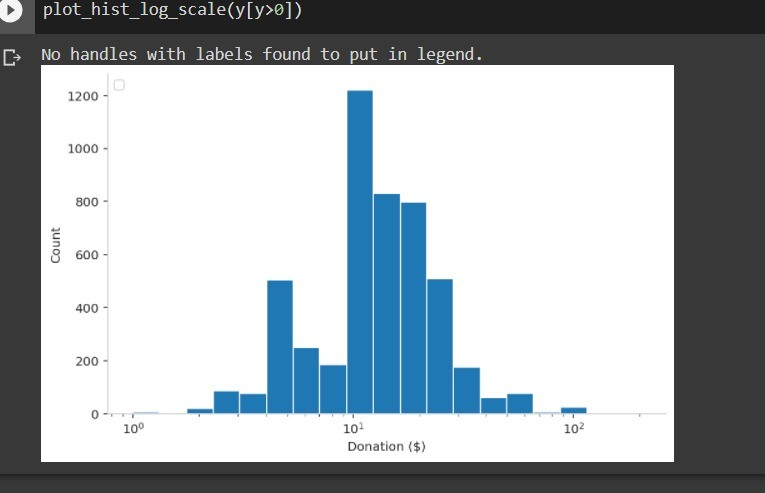 plot_hist_log_scale(y[y>0])
No handles with labels found to put in legend.
1200
1000
800
600
400
200
0
Count
10⁰
10¹
10²
Donation ($)